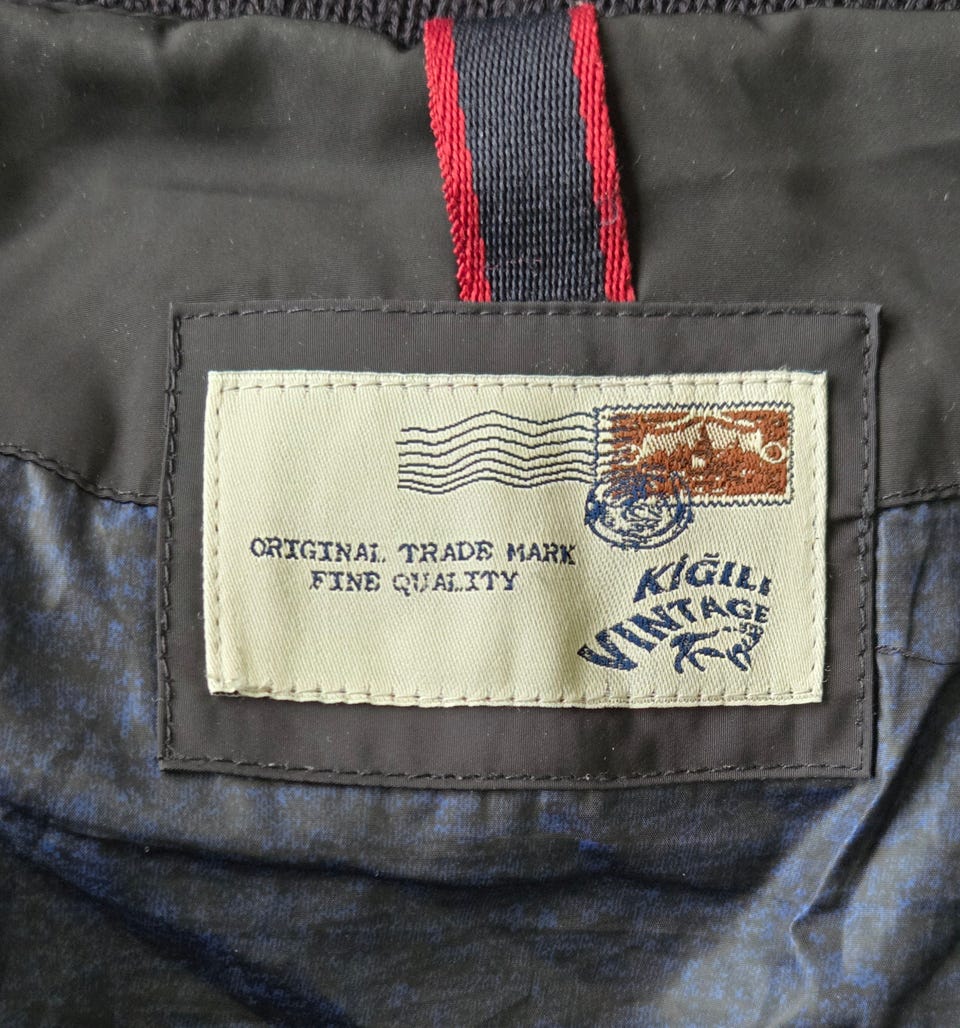 ORIGINAL TRADE MARK
FINE QUALITY
KİĞILI
VINTAGE